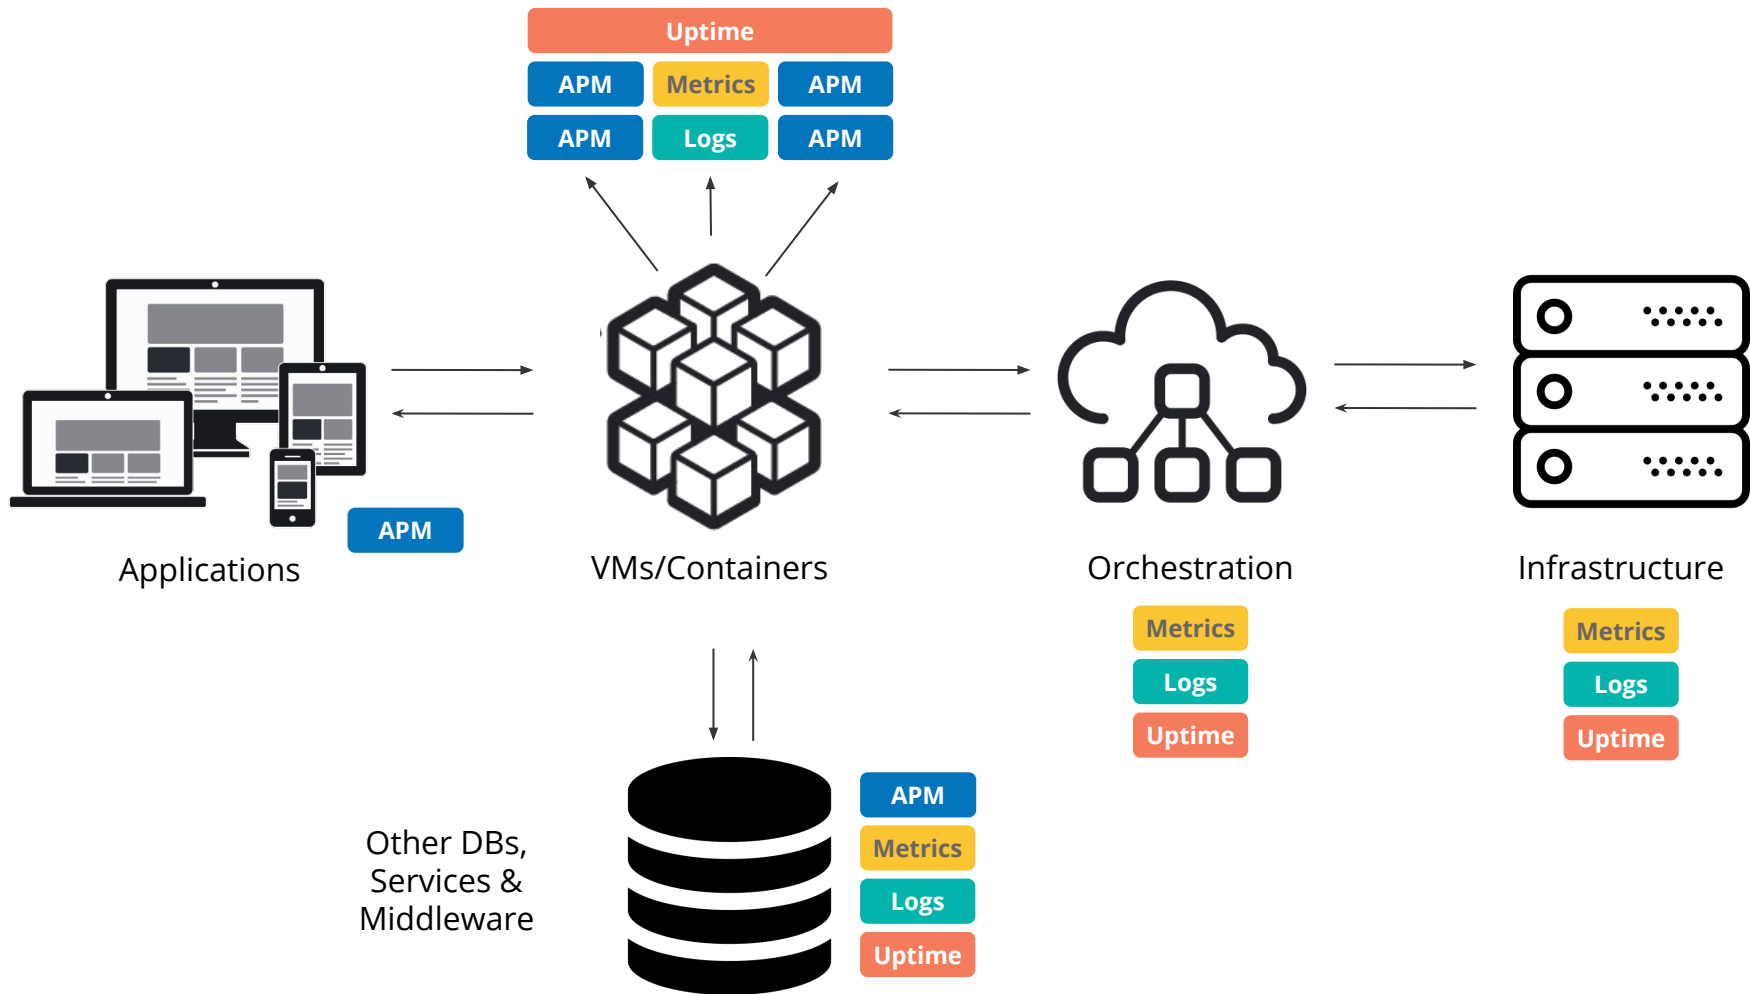 Uptime
APM Metrics APM
APM Logs APM
APM
Applications
VMs/Containers
Orchestration
Infrastructure
Metrics
Logs
Uptime
Metrics
Logs
Uptime
Other DBs,
Services &
Middleware
APM
Metrics
Logs
Uptime